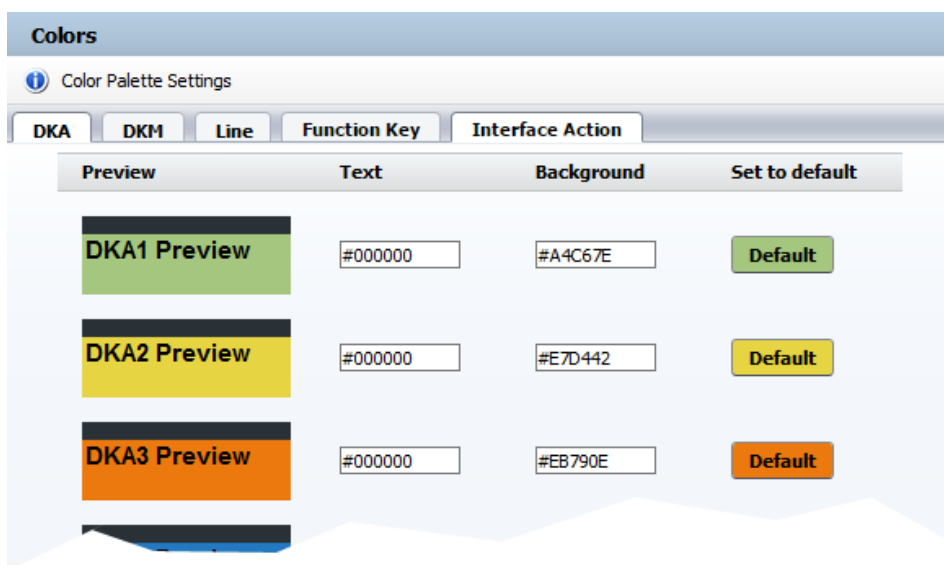 Colors
Color Palette Settings
DKA DKM Line Function Key Interface Action
Preview Text Background Set to default
DKA1 Preview #000000 #A4C67E Default
DKA2 Preview #000000 #E7D442 Default
DKA3 Preview #000000 #EB790E Default